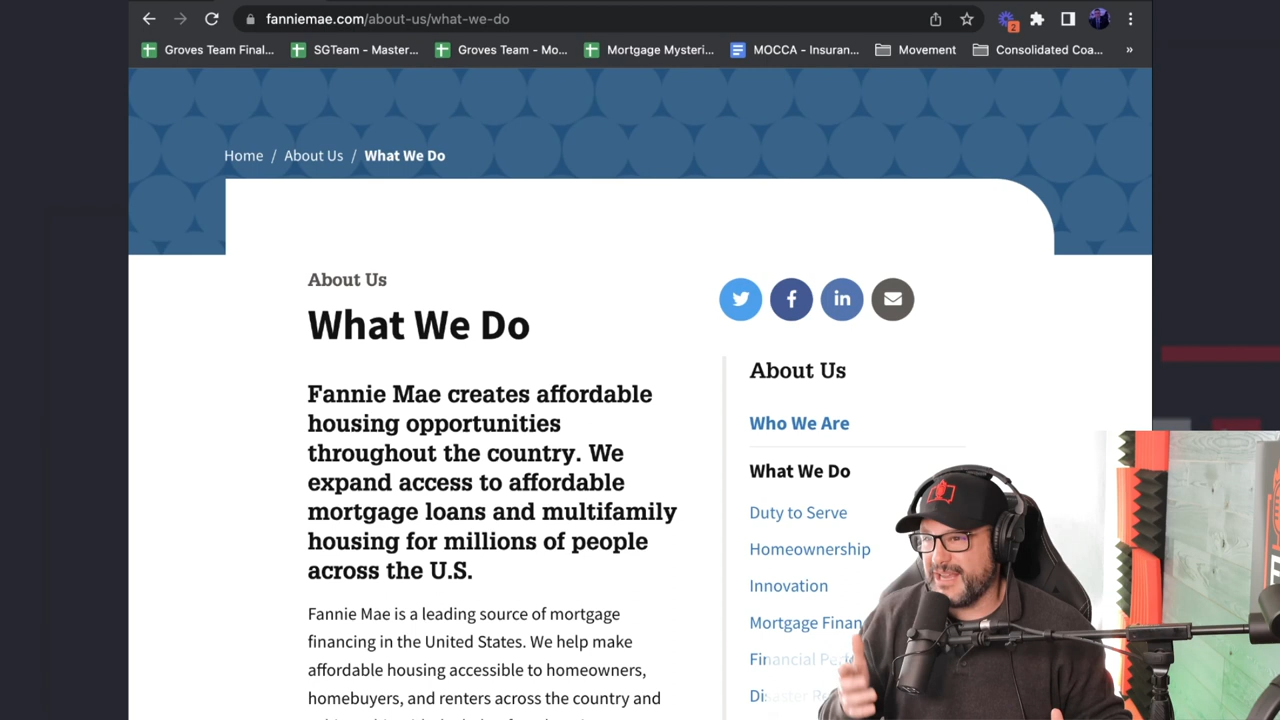 fanniemae.com/about-us/what-we-do
2
Groves Team Final...
SGTeam - Master...
Groves Team - Mo...
Mortgage Mysteri...
MOCCA - Insuran...
Movement
Consolidated Coa...
»
Home / About Us / What We Do
About Us
What We Do
Fannie Mae creates affordable
housing opportunities
throughout the country. We
expand access to affordable
mortgage loans and multifamily
housing for millions of people
across the U.S.
Fannie Mae is a leading source of mortgage
financing in the United States. We help make
affordable housing accessible to homeowners,
homebuyers, and renters across the country and
About Us
Who We Are
What We Do
Duty to Serve
Homeownership
Innovation
Mortgage Finan
Financial